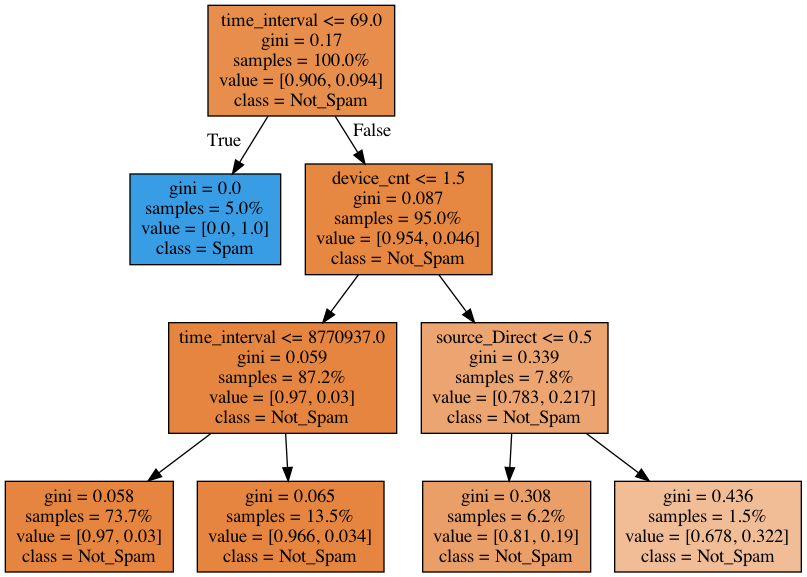 time_interval <= 69.0
gini = 0.17
samples = 100.0%
value = [0.906, 0.094]
class = Not_Spam
True
False
gini = 0.0
samples = 5.0%
value = [0.0, 1.0]
class = Spam
device_cnt <= 1.5
gini = 0.087
samples = 95.0%
value = [0.954, 0.046]
class = Not_Spam
time_interval <= 8770937.0
gini = 0.059
samples = 87.2%
value = [0.97, 0.03]
class = Not_Spam
source_Direct <= 0.5
gini = 0.339
samples = 7.8%
value = [0.783, 0.217]
class = Not_Spam
gini = 0.058
samples = 73.7%
value = [0.97, 0.03]
class = Not_Spam
gini = 0.065
samples = 13.5%
value = [0.966, 0.034]
class = Not_Spam
gini = 0.308
samples = 6.2%
value = [0.81, 0.19]
class = Not_Spam
gini = 0.436
samples = 1.5%
value = [0.678, 0.322]
class = Not_Spam